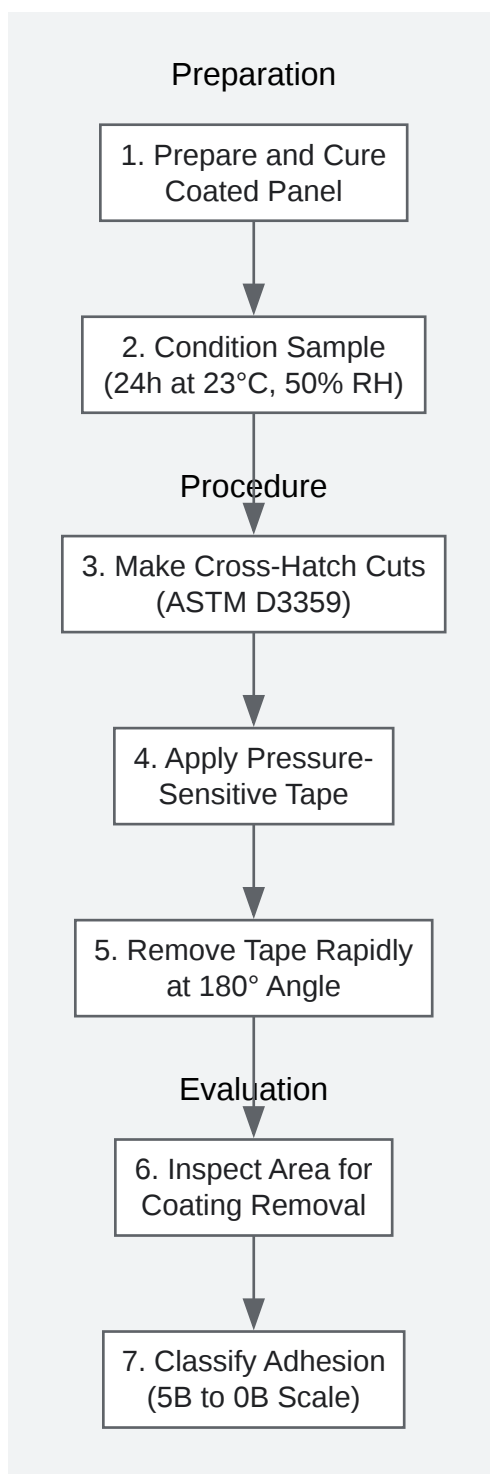 Preparation
1. Prepare and Cure
Coated Panel
2. Condition Sample
(24h at 23°C, 50% RH)
Procedure
3. Make Cross-Hatch Cuts
(ASTM D3359)
4. Apply Pressure-
Sensitive Tape
5. Remove Tape Rapidly
at 180° Angle
Evaluation
6. Inspect Area for
Coating Removal
7. Classify Adhesion
(5B to 0B Scale)